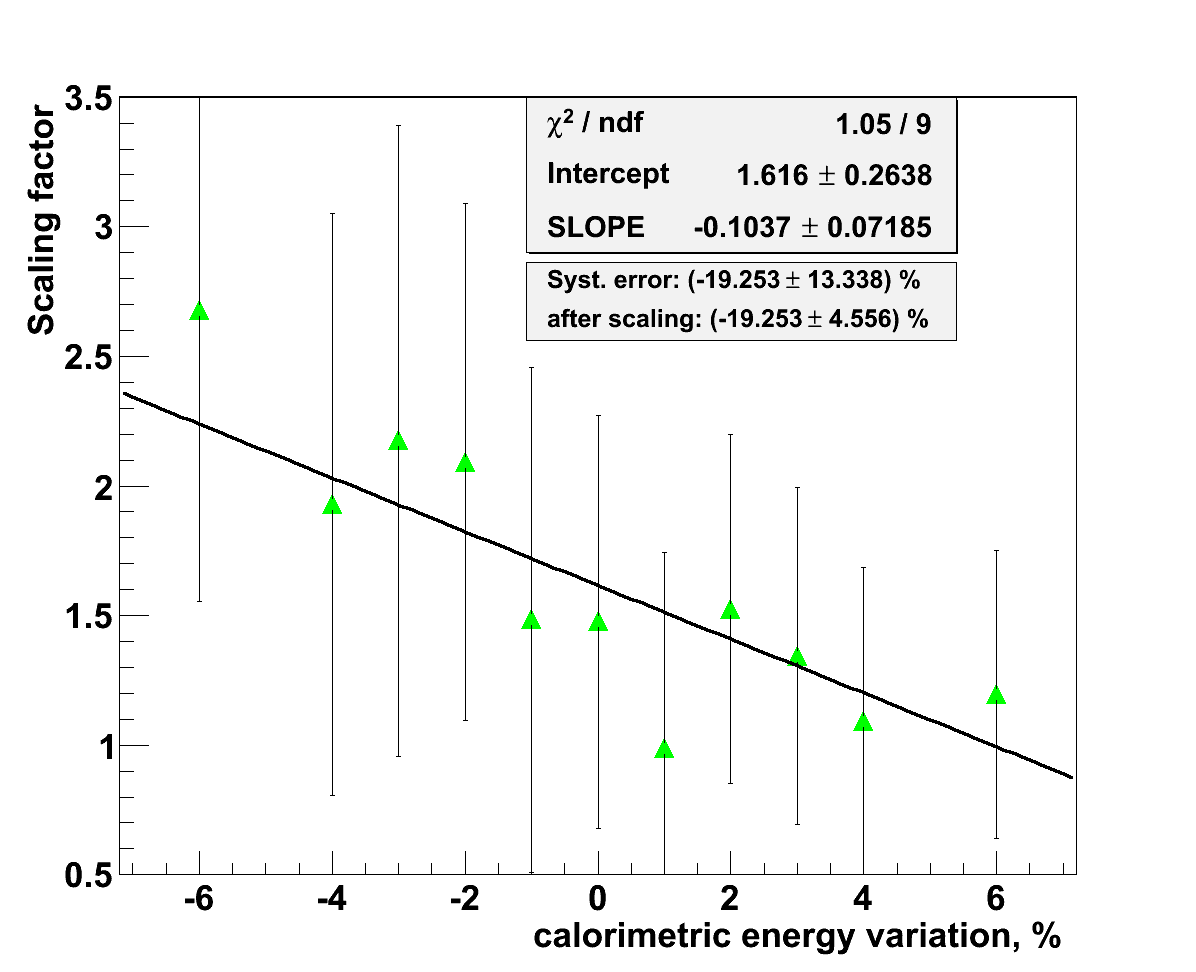 Scaling factor
3.5
3
2.5
2
1.5
1
0.5
χ² / ndf 1.05 / 9
Intercept 1.616 ± 0.2638
SLOPE -0.1037 ± 0.07185
Syst. error: (-19.253 ± 13.338) %
after scaling: (-19.253 ± 4.556) %
-6 -4 -2 0 2 4 6
calorimetric energy variation, %